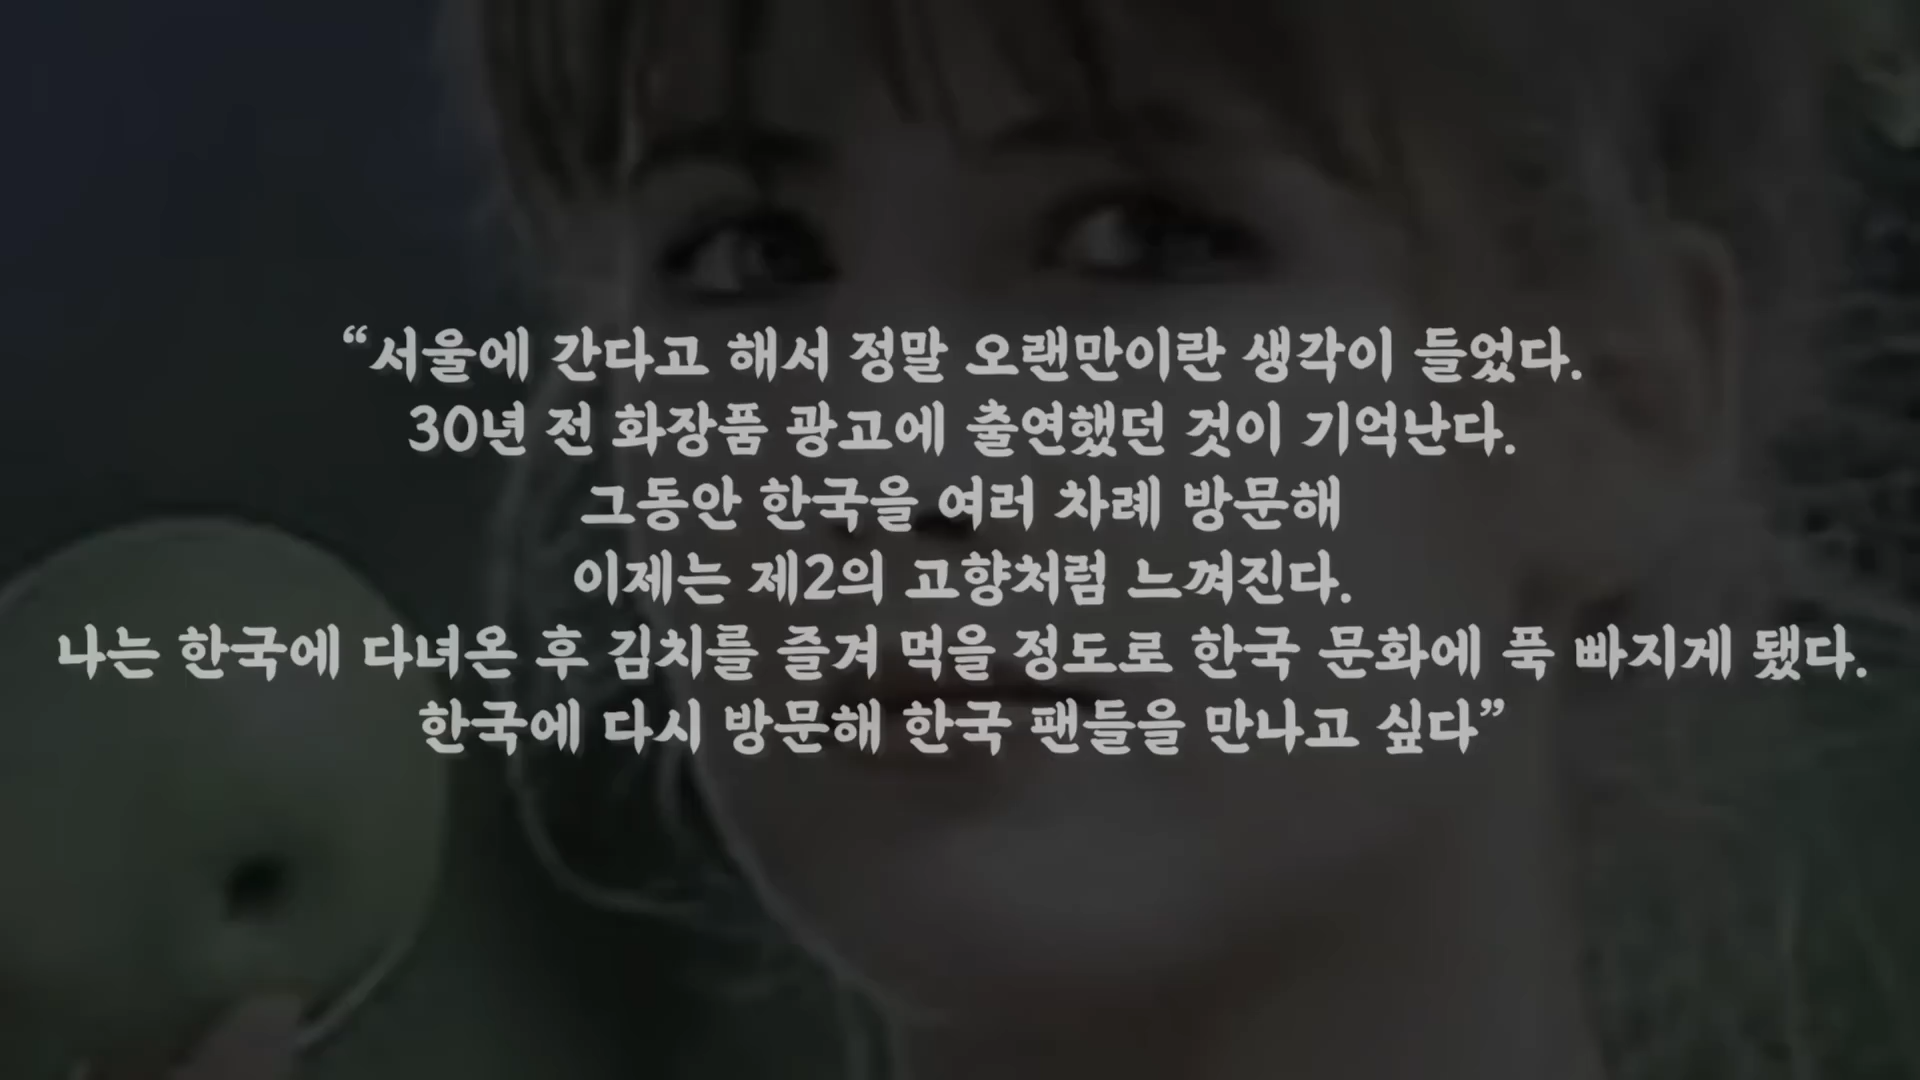 “서울에 간다고 해서 정말 오랜만이란 생각이 들었다.
30년 전 화장품 광고에 출연했던 것이 기억난다.
그동안 한국을 여러 차례 방문해
이제는 제2의 고향처럼 느껴진다.
나는 한국에 다녀온 후 김치를 즐겨 먹을 정도로 한국 문화에 푹 빠지게 됐다.
한국에 다시 방문해 한국 팬들을 만나고 싶다”